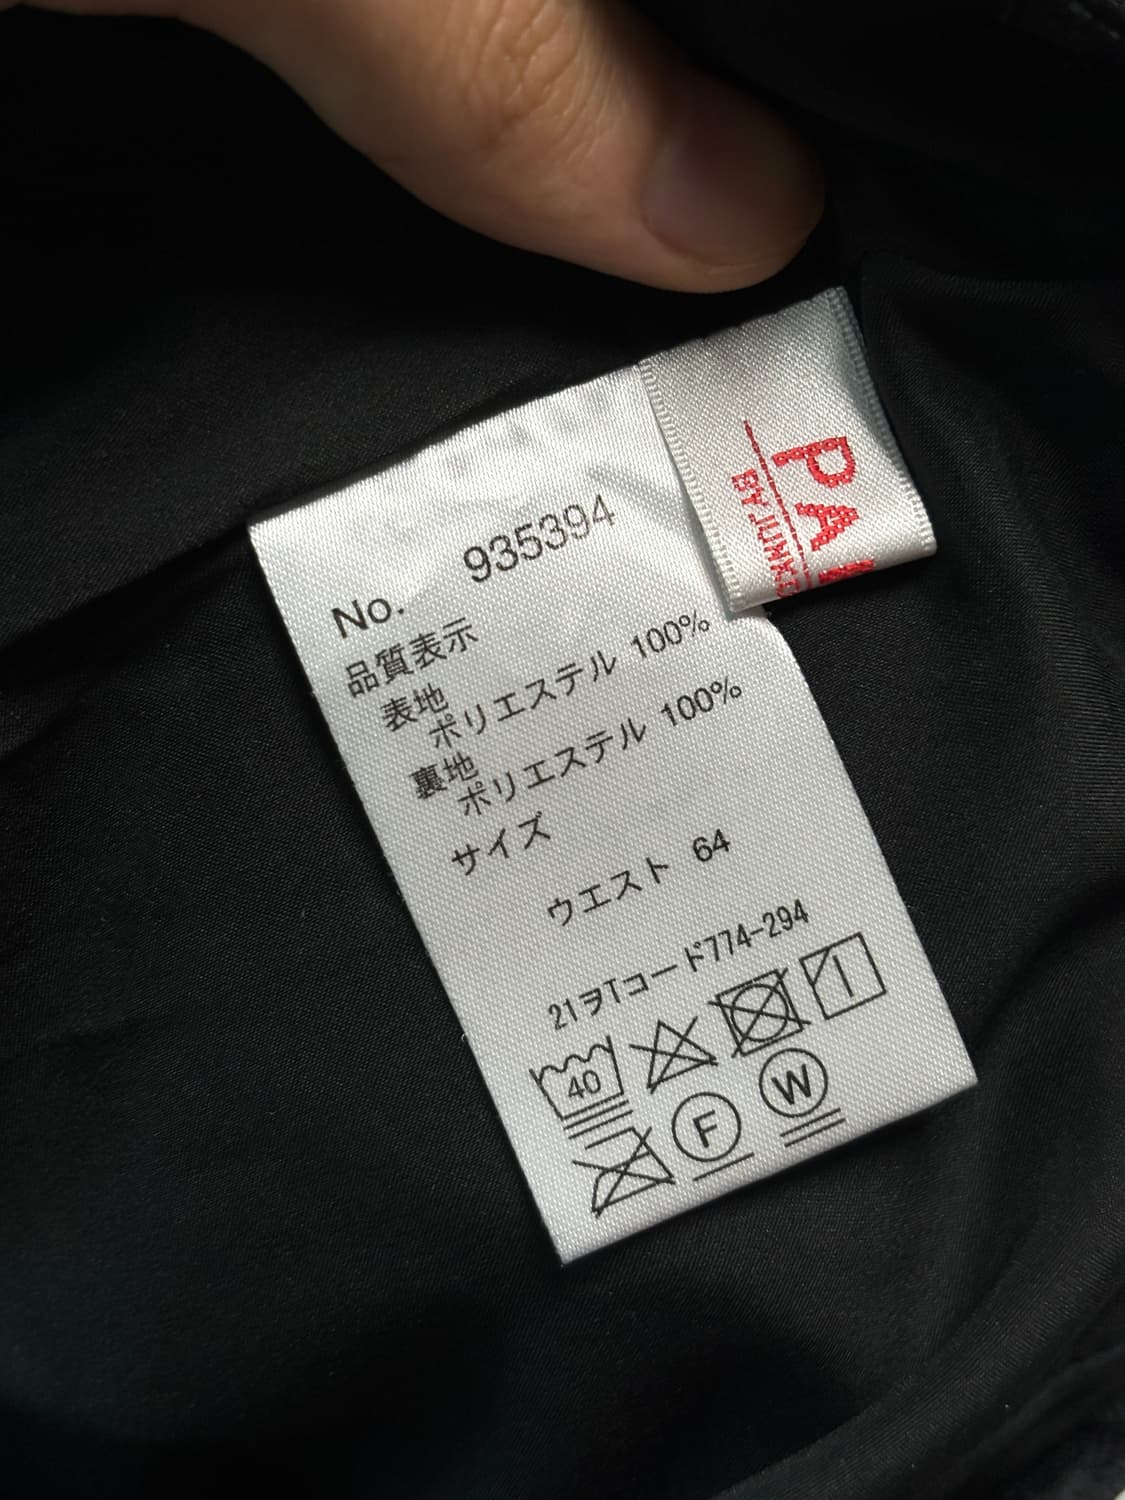 No. 935394
品質表示
表地
ポリエステル 100%
裏地
ポリエステル 100%
サイズ
ウエスト 64
21ヲTコード774-294
40
F
W
PA
BY